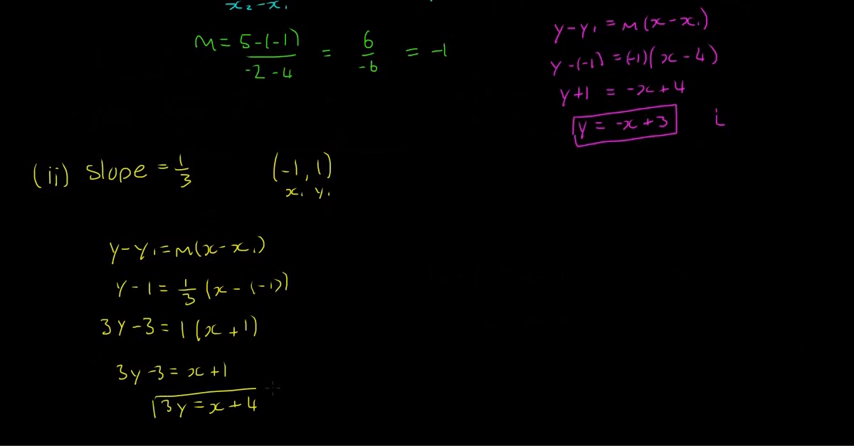 x₂-x₁
M = 5-(-1) / -2-4 = 6/-6 = -1
y-y₁ = M(x-x₁)
y-(-1) = (-1)(x-4)
y+1 = -x+4
y = -x+3 i
(ii) Slope = 1/3 (-1, 1)
x₁ y₁
y-y₁ = M(x-x₁)
y-1 = 1/3 (x-(-1))
3y-3 = 1(x+1)
3y-3 = x+1
3y = x+4